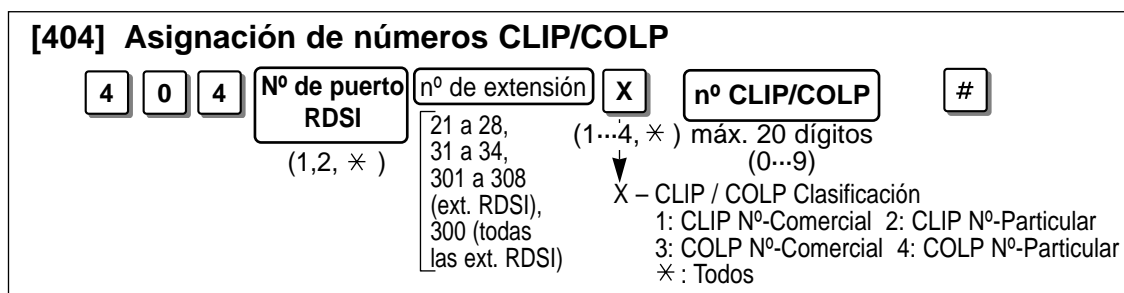 [404] Asignación de números CLIP/COLP
4 0 4 Nº de puerto RDSI nº de extensión X nº CLIP/COLP #
(1,2, ＊ )
21 a 28,
31 a 34,
301 a 308
(ext. RDSI),
300 (todas
las ext. RDSI)
(1···4, ＊ ) máx. 20 dígitos
(0···9)
X – CLIP / COLP Clasificación
1: CLIP Nº-Comercial 2: CLIP Nº-Particular
3: COLP Nº-Comercial 4: COLP Nº-Particular
＊ : Todos